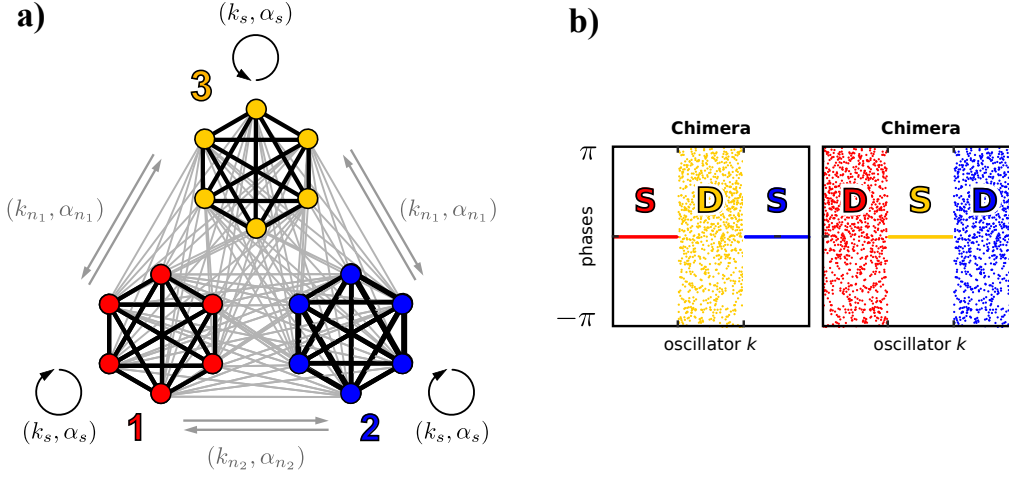 a)
(k_s, α_s)
3
(k_{n_1}, α_{n_1})
(k_{n_1}, α_{n_1})
(k_s, α_s)
1
2
(k_s, α_s)
(k_{n_2}, α_{n_2})
b)
Chimera
Chimera
π
S D S
D S D
phases
−π
oscillator k
oscillator k